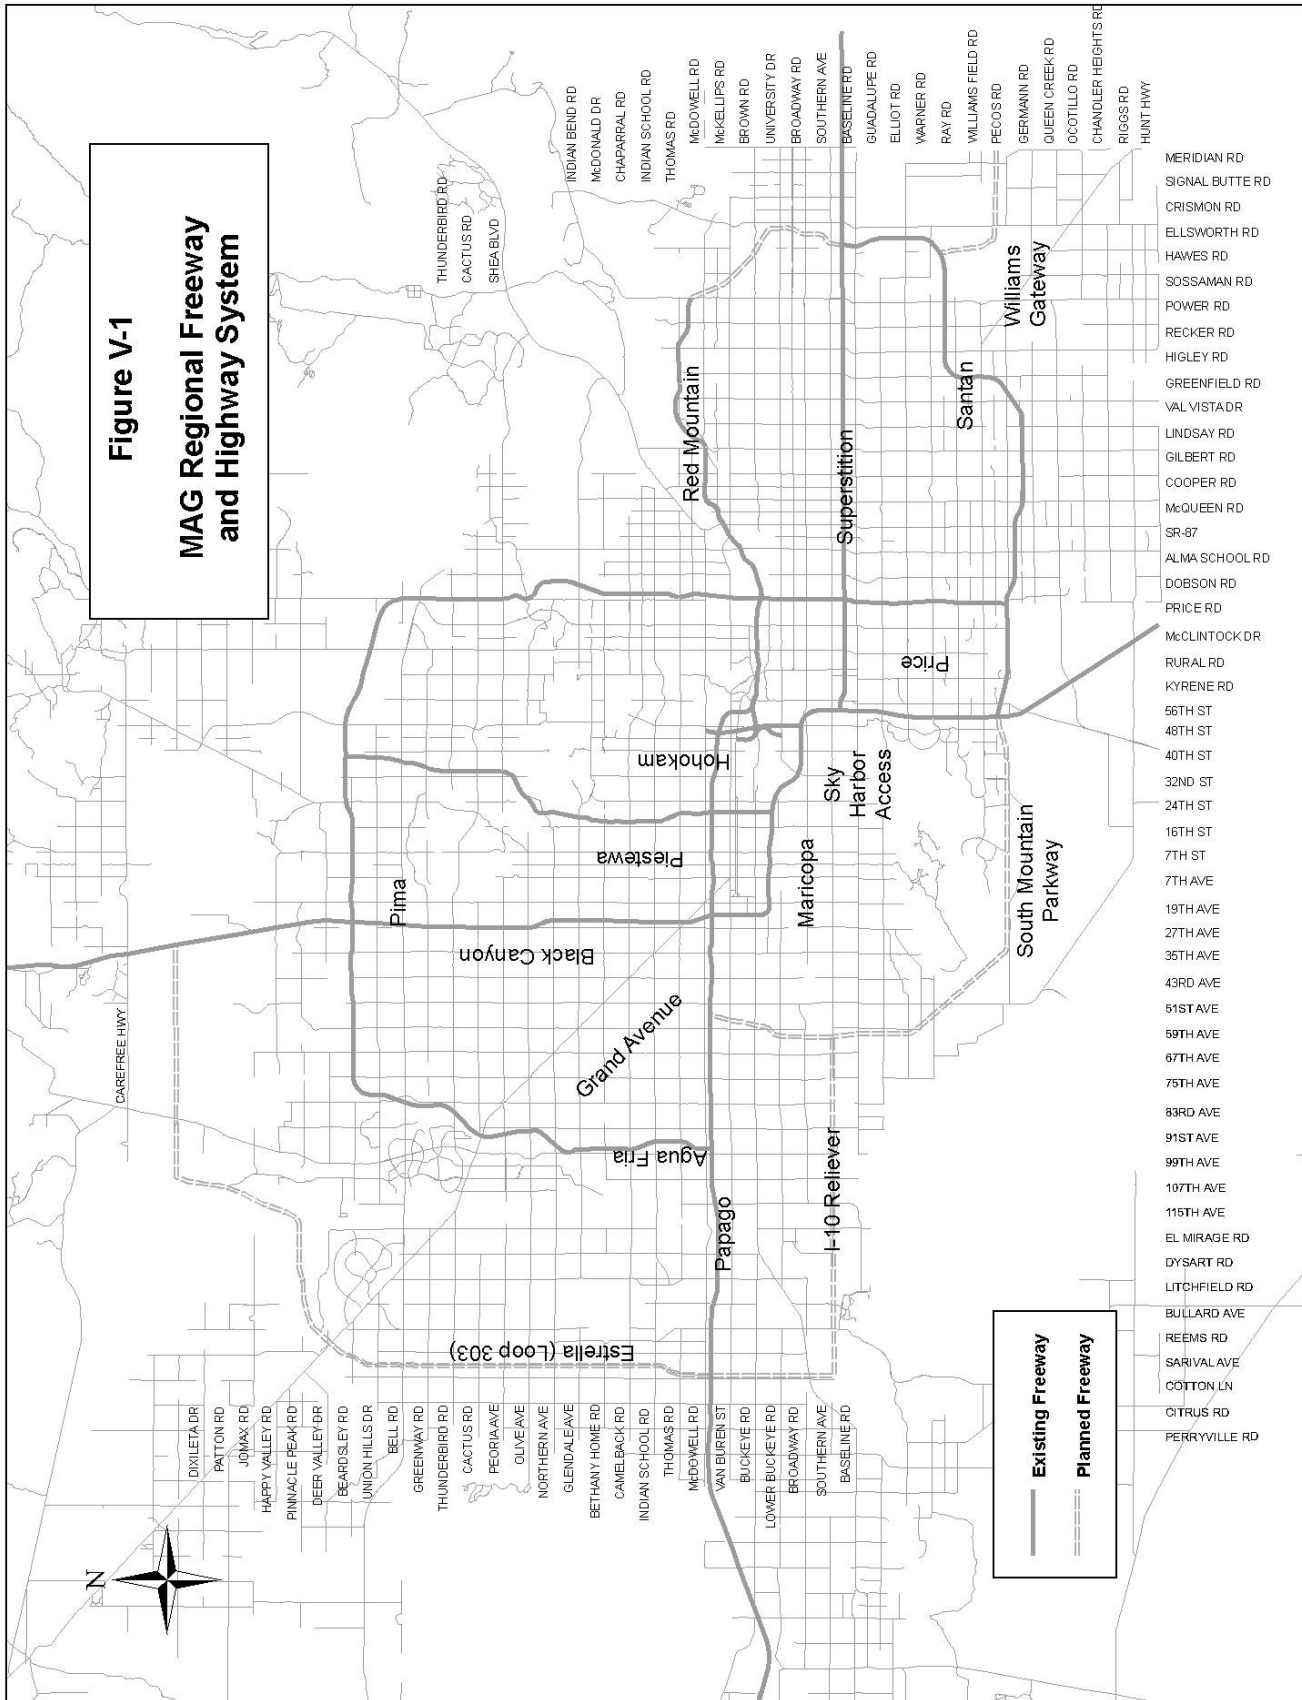 Figure V-1
MAG Regional Freeway
and Highway System
N
CAREFREE HWY
THUNDERBIRD RD
CACTUS RD
SHEA BLVD
INDIAN BEND RD
McDONALD DR
CHAPARRAL RD
INDIAN SCHOOL RD
THOMAS RD
McDOWELL RD
McKELLIPS RD
BROWN RD
UNIVERSITY DR
BROADWAY RD
SOUTHERN AVE
BASELINE RD
GUADALUPE RD
ELLIOT RD
WARNER RD
RAY RD
WILLIAMS FIELD RD
PECOS RD
GERMANN RD
QUEEN CREEK RD
OCOTILLO RD
CHANDLER HEIGHTS RD
RIGGS RD
HUNT HWY
DIXILETA DR
PATTON RD
JOMAX RD
HAPPY VALLEY RD
PINNACLE PEAK RD
DEER VALLEY DR
BEARDSLEY RD
UNION HILLS DR
BELL RD
GREENWAY RD
THUNDERBIRD RD
CACTUS RD
PEORIA AVE
OLIVE AVE
NORTHERN AVE
GLENDALE AVE
BETHANY HOME RD
CAMELBACK RD
INDIAN SCHOOL RD
THOMAS RD
McDOWELL RD
VAN BUREN ST
BUCKEYE RD
LOWER BUCKEYE RD
BROADWAY RD
SOUTHERN AVE
BASELINE RD
Pima
Black Canyon
Grand Avenue
Agua Fria
Estrella (Loop 303)
Papago
I-10 Reliever
Piestewa
Hohokam
Maricopa
Sky
Harbor
Access
South Mountain
Parkway
Price
Red Mountain
Superstition
Santan
Williams
Gateway
Existing Freeway
Planned Freeway
PERRYVILLE RD
CITRUS RD
COTTON LN
SARIVAL AVE
REEMS RD
BULLARD AVE
LITCHFIELD RD
DYSART RD
EL MIRAGE RD
115TH AVE
107TH AVE
99TH AVE
91ST AVE
83RD AVE
75TH AVE
67TH AVE
59TH AVE
51ST AVE
43RD AVE
35TH AVE
27TH AVE
19TH AVE
7TH AVE
7TH ST
16TH ST
24TH ST
32ND ST
40TH ST
48TH ST
56TH ST
KYRENE RD
RURAL RD
McCLINTOCK DR
PRICE RD
DOBSON RD
ALMA SCHOOL RD
SR-87
McQUEEN RD
COOPER RD
GILBERT RD
LINDSAY RD
VAL VISTA DR
GREENFIELD RD
HIGLEY RD
RECKER RD
POWER RD
SOSSAMAN RD
HAWES RD
ELLSWORTH RD
CRISMON RD
SIGNAL BUTTE RD
MERIDIAN RD